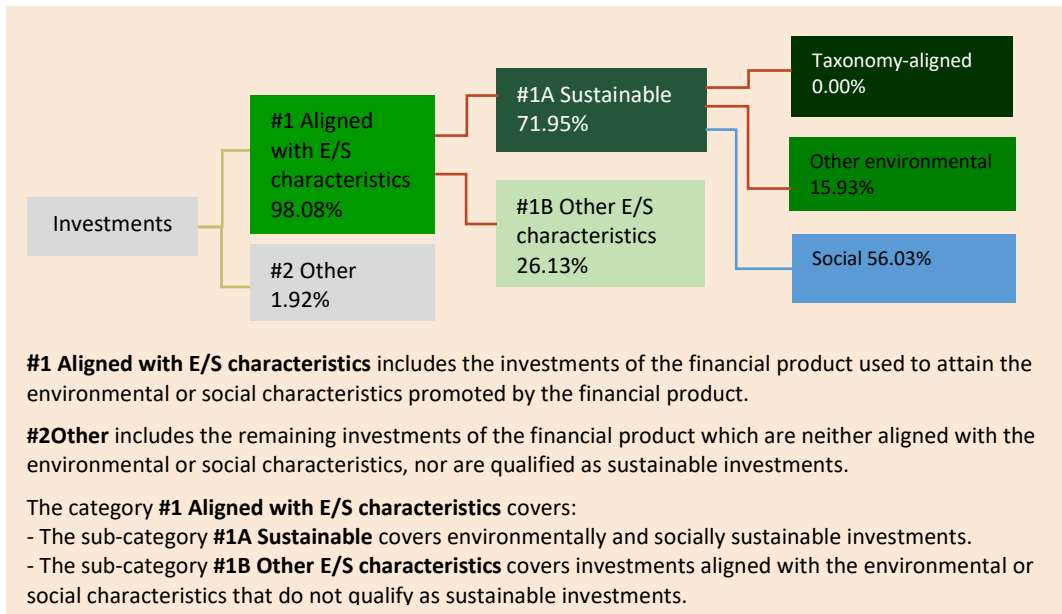 Investments
#1 Aligned
with E/S
characteristics
98.08%
#2 Other
1.92%
#1A Sustainable
71.95%
#1B Other E/S
characteristics
26.13%
Taxonomy-aligned
0.00%
Other environmental
15.93%
Social 56.03%
#1 Aligned with E/S characteristics includes the investments of the financial product used to attain the
environmental or social characteristics promoted by the financial product.
#2Other includes the remaining investments of the financial product which are neither aligned with the
environmental or social characteristics, nor are qualified as sustainable investments.
The category #1 Aligned with E/S characteristics covers:
- The sub-category #1A Sustainable covers environmentally and socially sustainable investments.
- The sub-category #1B Other E/S characteristics covers investments aligned with the environmental or
social characteristics that do not qualify as sustainable investments.